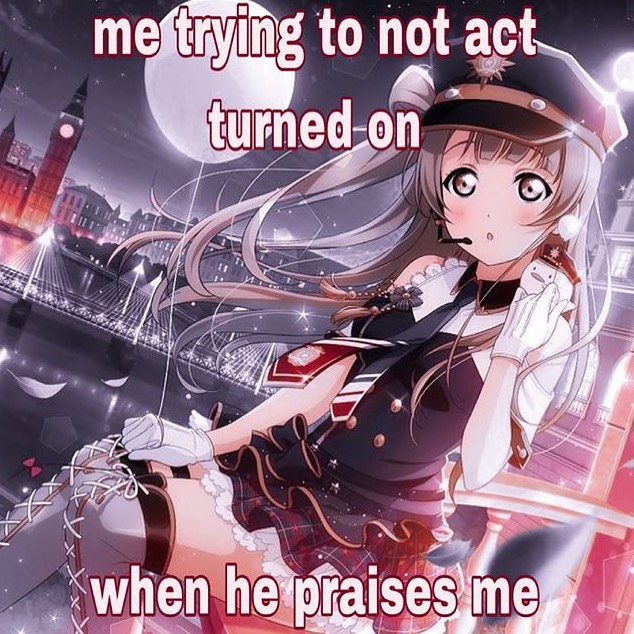 me trying to not act
turned on
when he praises me